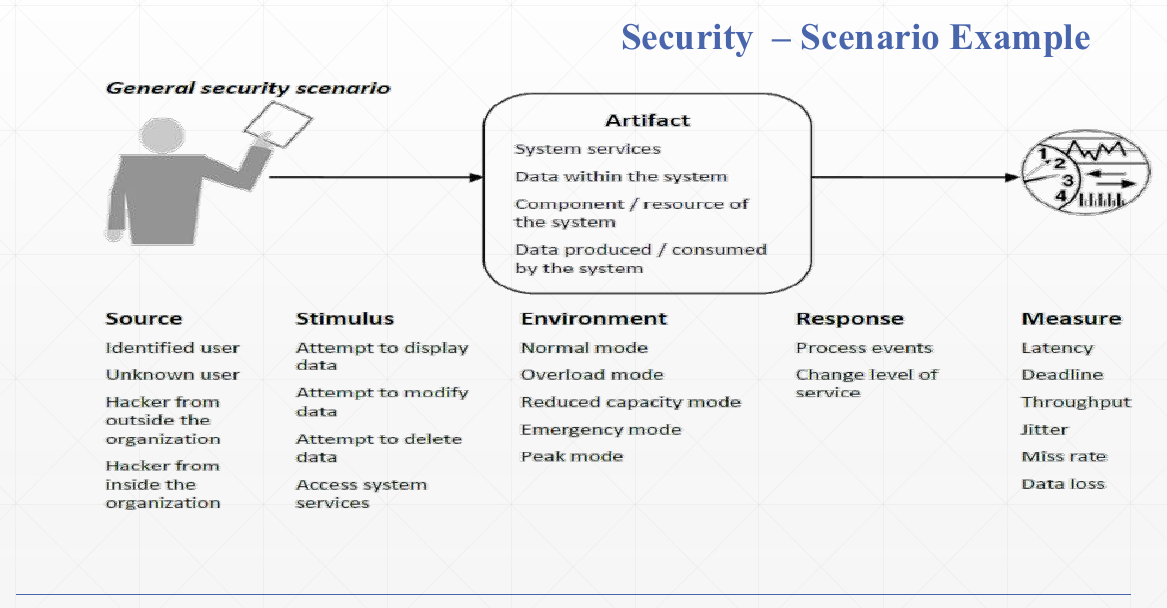 Security – Scenario Example
General security scenario
Artifact
System services
Data within the system
Component / resource of
the system
Data produced / consumed
by the system
1
2
3
4
Source
Identified user
Unknown user
Hacker from
outside the
organization
Hacker from
inside the
organization
Stimulus
Attempt to display
data
Attempt to modify
data
Attempt to delete
data
Access system
services
Environment
Normal mode
Overload mode
Reduced capacity mode
Emergency mode
Peak mode
Response
Process events
Change level of
service
Measure
Latency
Deadline
Throughput
Jitter
Miss rate
Data loss